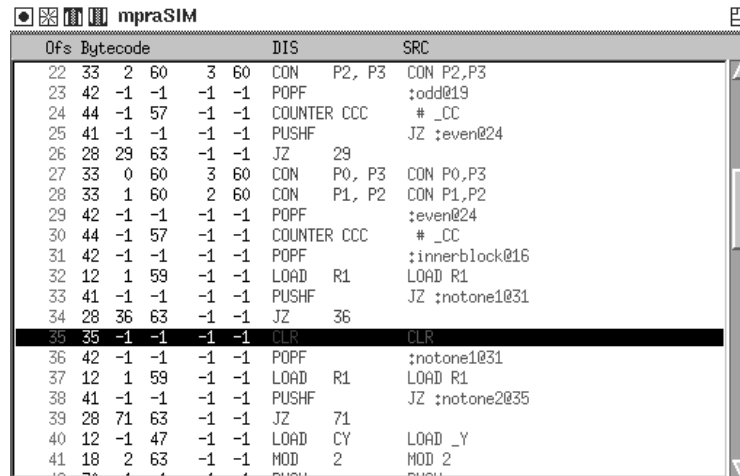 mpraSIM
Ofs Bytecode DIS SRC
22 33 2 60 3 60 CON P2, P3 CON P2,P3
23 42 -1 -1 -1 -1 POPF :odd@19
24 44 -1 57 -1 -1 COUNTER CCC # _CC
25 41 -1 -1 -1 -1 PUSHF JZ :even@24
26 28 29 63 -1 -1 JZ 29
27 33 0 60 3 60 CON P0, P3 CON P0,P3
28 33 1 60 2 60 CON P1, P2 CON P1,P2
29 42 -1 -1 -1 -1 POPF :even@24
30 44 -1 57 -1 -1 COUNTER CCC # _CC
31 42 -1 -1 -1 -1 POPF :innerblock@16
32 12 1 59 -1 -1 LOAD R1 LOAD R1
33 41 -1 -1 -1 -1 PUSHF JZ :notone1@31
34 28 36 63 -1 -1 JZ 36
35 35 -1 -1 -1 -1 CLR CLR
36 42 -1 -1 -1 -1 POPF :notone1@31
37 12 1 59 -1 -1 LOAD R1 LOAD R1
38 41 -1 -1 -1 -1 PUSHF JZ :notone2@35
39 28 71 63 -1 -1 JZ 71
40 12 -1 47 -1 -1 LOAD CY LOAD _Y
41 18 2 63 -1 -1 MOD 2 MOD 2